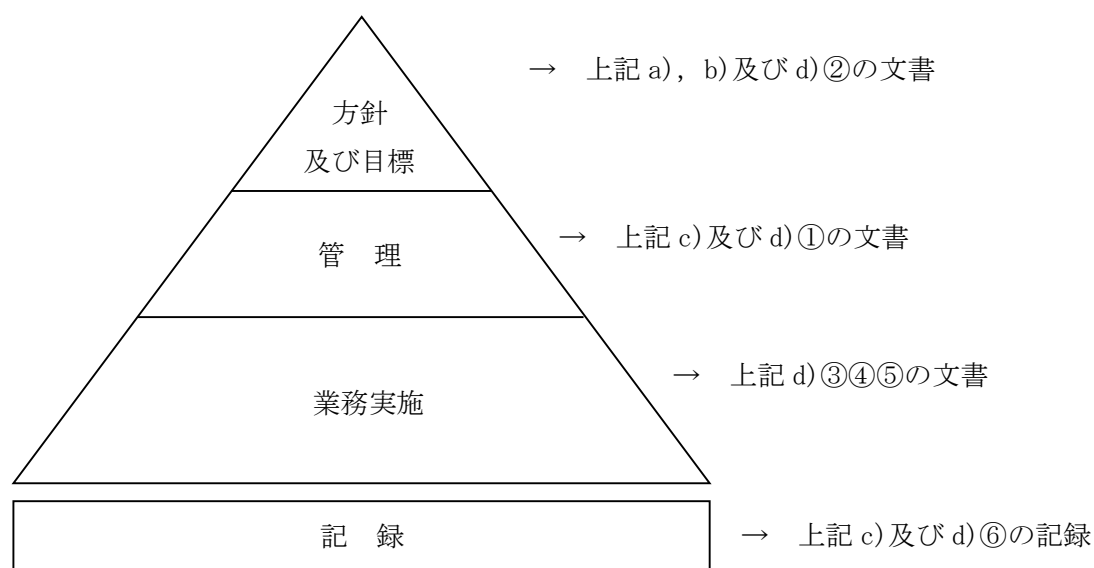 → 上記 a), b)及び d)②の文書
方針
及び目標
管 理
→ 上記 c)及び d)①の文書
業務実施
→ 上記 d)③④⑤の文書
記 録
→ 上記 c)及び d)⑥の記録